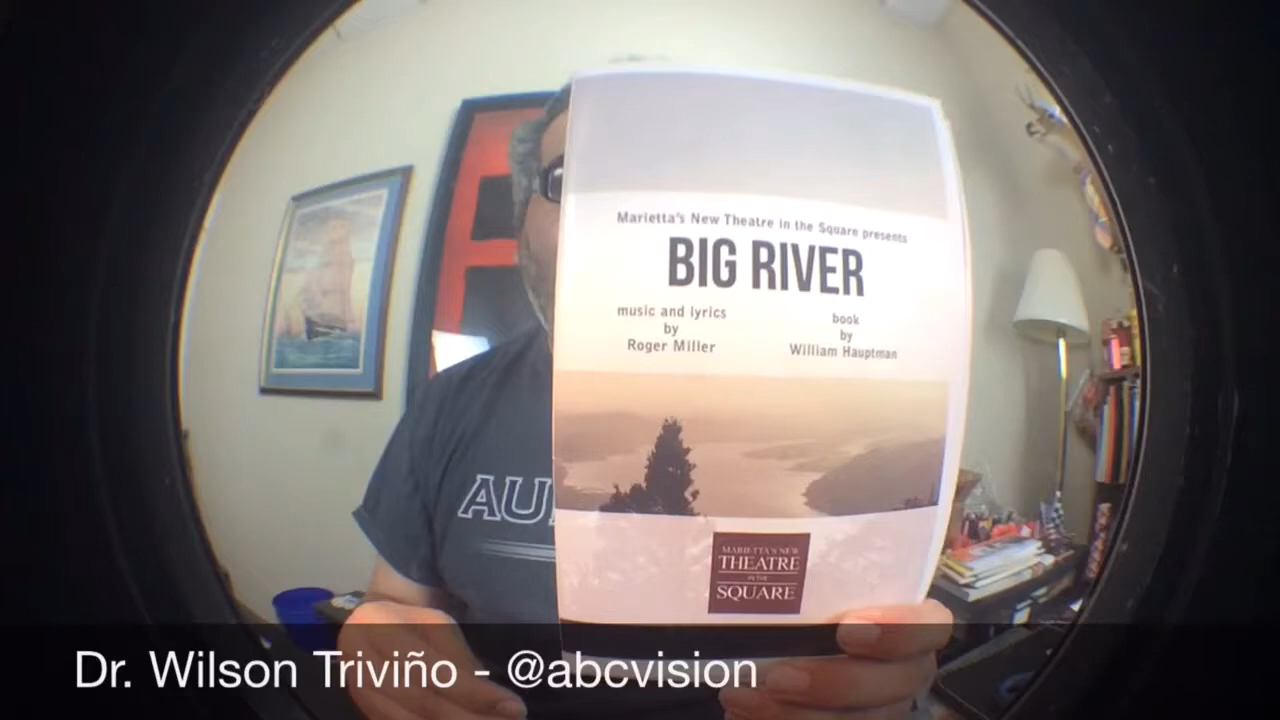 Marietta's New Theatre in the Square presents
BIG RIVER
music and lyrics
by
Roger Miller
book
by
William Hauptman
MARIETTA'S NEW
THEATRE
IN THE
SQUARE
AU
Dr. Wilson Triviño - @abcvision